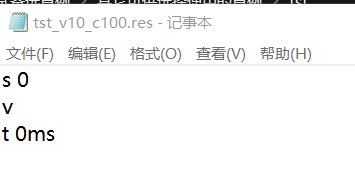 tst_v10_c100.res - 记事本
文件(F) 编辑(E) 格式(O) 查看(V) 帮助(H)
s 0
v
t 0ms